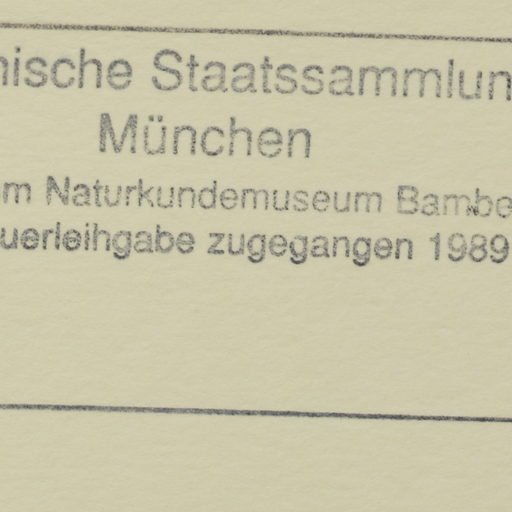 nische Staatssammlun
München
m Naturkundemuseum Bambe
uerleihgabe zugegangen 1989